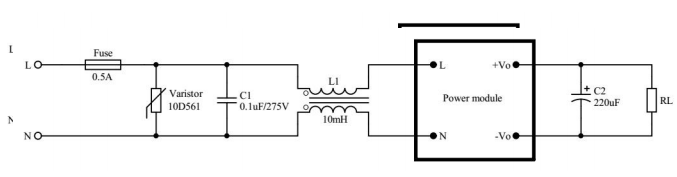 L
L
Fuse
0.5A
Varistor
10D561
C1
0.1uF/275V
L1
10mH
L
N
Power module
+Vo
-Vo
+
C2
220uF
RL
N
N